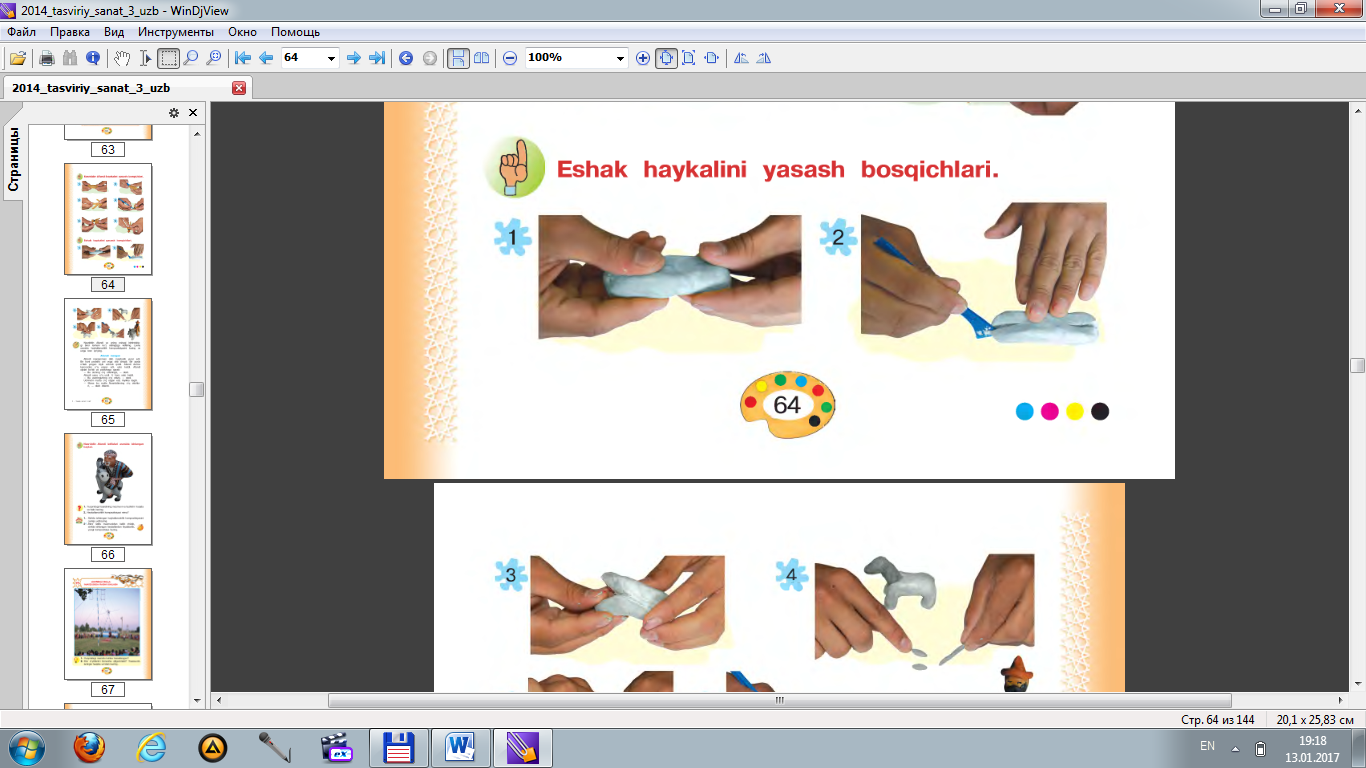 2014_tasviriy_sanat_3_uzb - WinDjView
Файл Правка Вид Инструменты Окно Помощь
64 100%
2014_tasviriy_sanat_3_uzb
Страницы
63
64
65
66
67
Eshak haykalini yasash bosqichlari.
1 2
64
3 4
Стр. 64 из 144 20,1 x 25,83 см
EN 19:18
13.01.2017